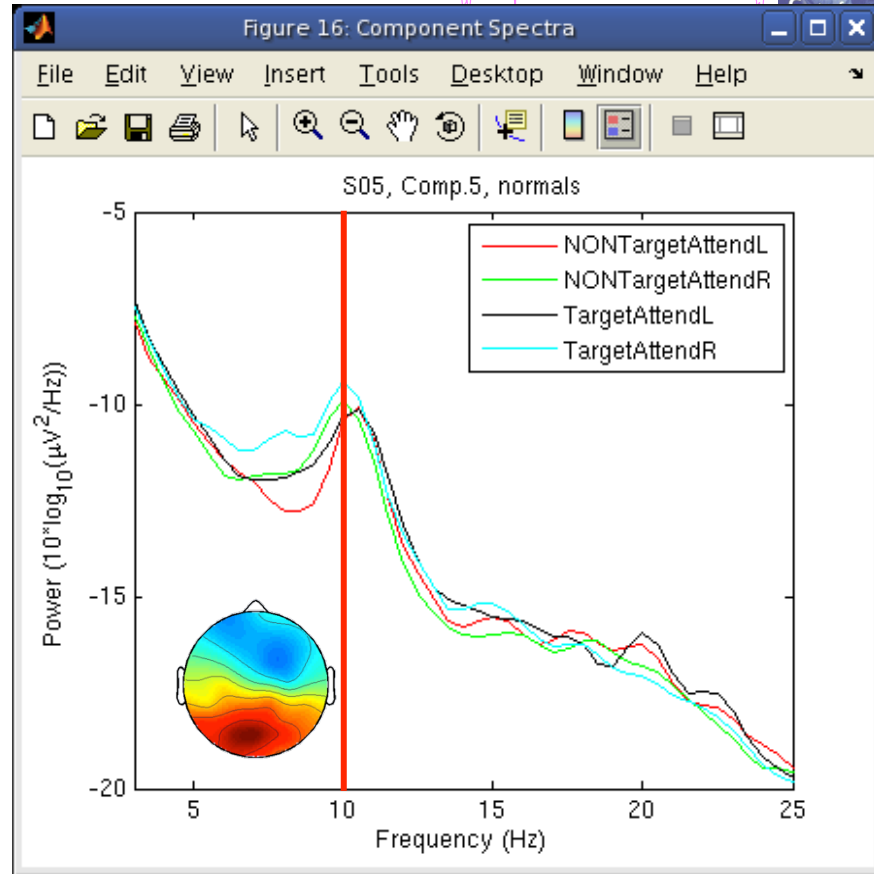 Figure 16: Component Spectra
File Edit View Insert Tools Desktop Window Help
S05, Comp.5, normals
-5
-10
-15
-20
Power (10*log10(μV2/Hz))
NONTargetAttendL
NONTargetAttendR
TargetAttendL
TargetAttendR
5 10 15 20 25
Frequency (Hz)